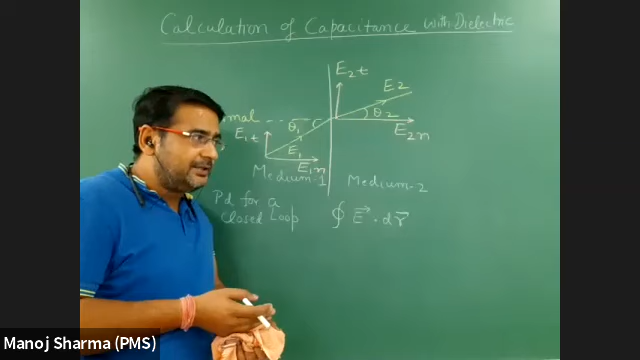 Calculation of Capacitance with Dielectric
E2t
E2
θ2
E2n
E1t
θ1
E1
E1n
Medium-1
Medium-2
Pd for a
closed Loop
∮ E⃗ · dr⃗
Manoj Sharma (PMS)